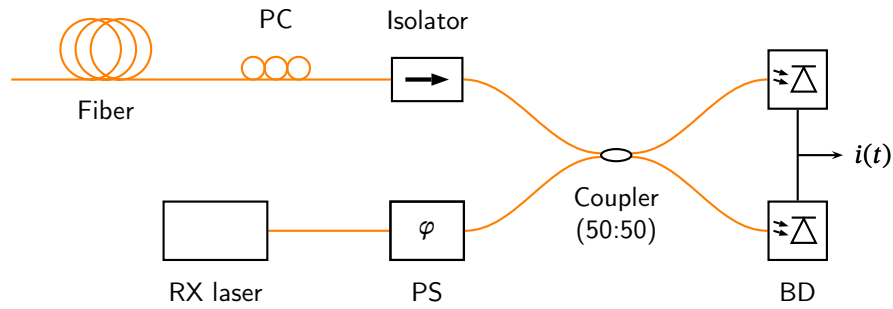 PC
Isolator
Fiber
i(t)
Coupler
(50:50)
φ
RX laser
PS
BD